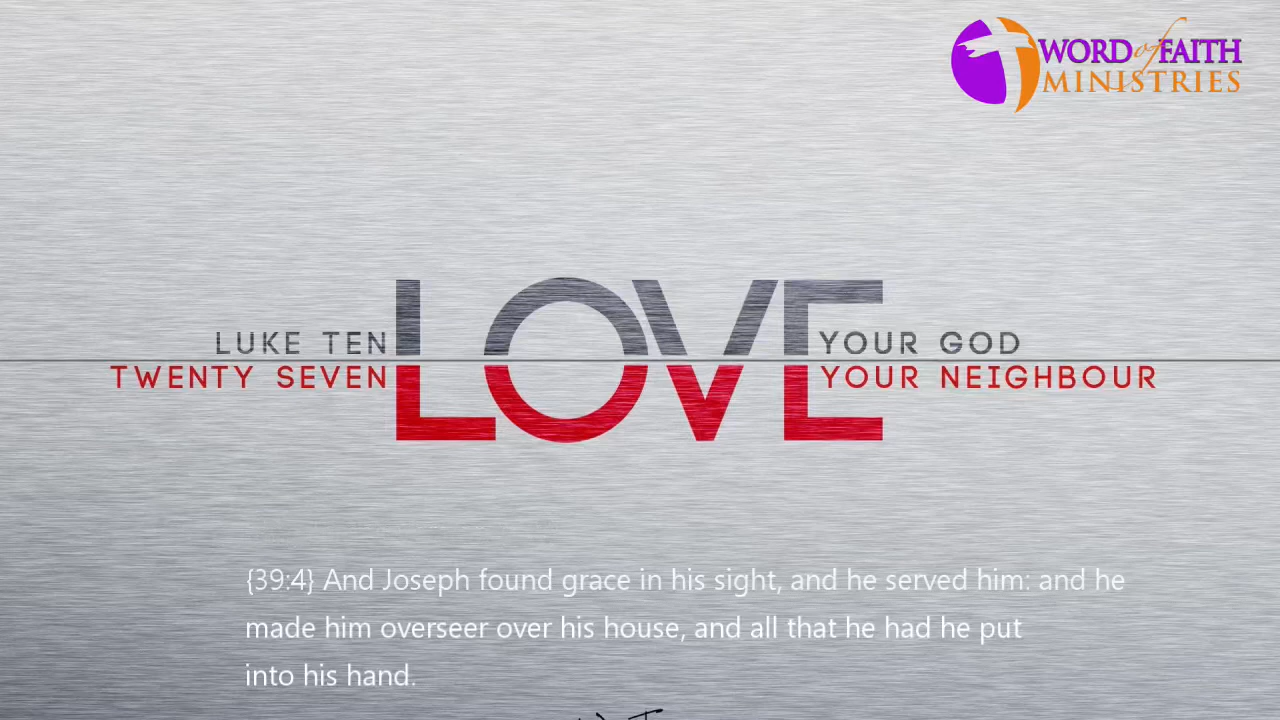 WORD of FAITH
MINISTRIES
LUKE TEN
TWENTY SEVEN
LOVE
YOUR GOD
YOUR NEIGHBOUR
{39:4} And Joseph found grace in his sight, and he served him: and he
made him overseer over his house, and all that he had he put
into his hand.